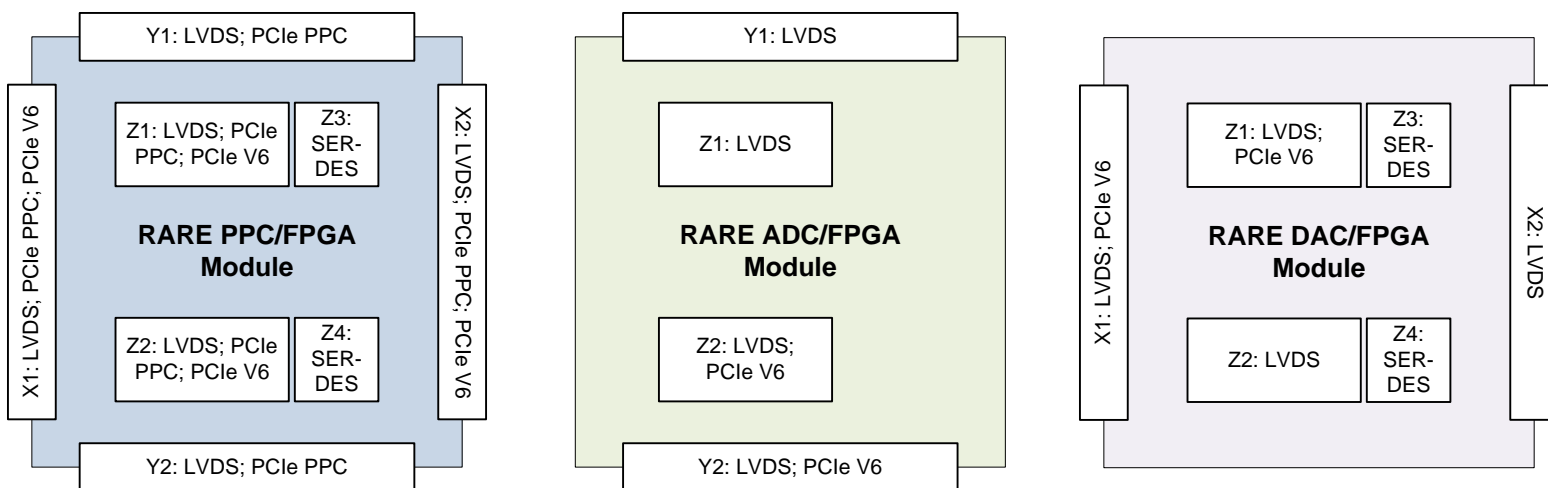 Y1: LVDS; PCIe PPC
X1: LVDS; PCIe PPC; PCIe V6
Z1: LVDS; PCIe
PPC; PCIe V6
Z3:
SER-
DES
X2: LVDS; PCIe PPC; PCIe V6
RARE PPC/FPGA
Module
Z2: LVDS; PCIe
PPC; PCIe V6
Z4:
SER-
DES
Y2: LVDS; PCIe PPC
Y1: LVDS
Z1: LVDS
RARE ADC/FPGA
Module
Z2: LVDS;
PCIe V6
Y2: LVDS; PCIe V6
X1: LVDS; PCIe V6
Z1: LVDS;
PCIe V6
Z3:
SER-
DES
X2: LVDS
RARE DAC/FPGA
Module
Z2: LVDS
Z4:
SER-
DES